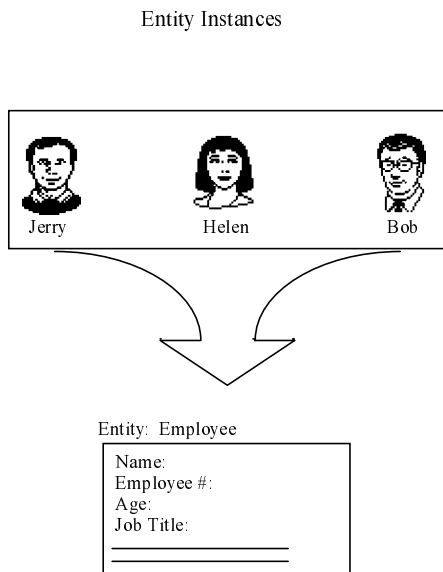 Entity Instances
Jerry Helen Bob
Entity: Employee
Name:
Employee #:
Age:
Job Title: